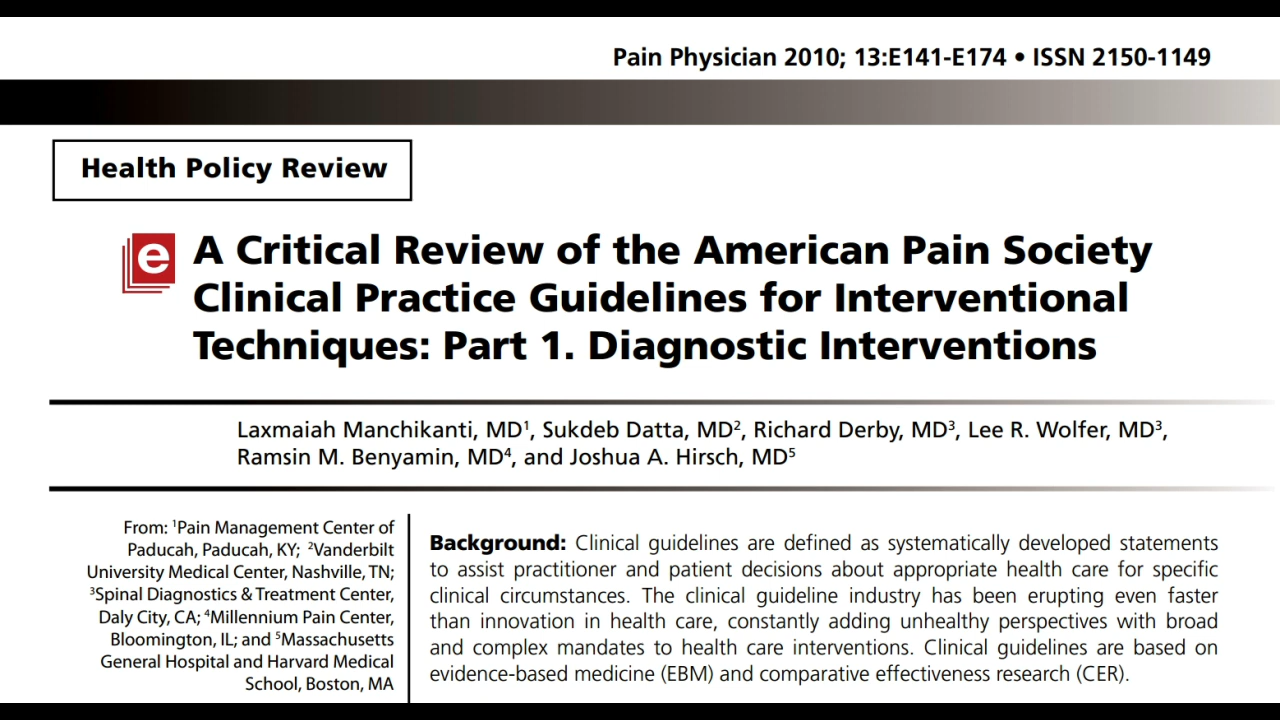 Pain Physician 2010; 13:E141-E174 • ISSN 2150-1149
Health Policy Review
e
A Critical Review of the American Pain Society
Clinical Practice Guidelines for Interventional
Techniques: Part 1. Diagnostic Interventions
Laxmaiah Manchikanti, MD¹, Sukdeb Datta, MD², Richard Derby, MD³, Lee R. Wolfer, MD³,
Ramsin M. Benyamin, MD⁴, and Joshua A. Hirsch, MD⁵
From: ¹Pain Management Center of
Paducah, Paducah, KY; ²Vanderbilt
University Medical Center, Nashville, TN;
³Spinal Diagnostics & Treatment Center,
Daly City, CA; ⁴Millennium Pain Center,
Bloomington, IL; and ⁵Massachusetts
General Hospital and Harvard Medical
School, Boston, MA
Background: Clinical guidelines are defined as systematically developed statements
to assist practitioner and patient decisions about appropriate health care for specific
clinical circumstances. The clinical guideline industry has been erupting even faster
than innovation in health care, constantly adding unhealthy perspectives with broad
and complex mandates to health care interventions. Clinical guidelines are based on
evidence-based medicine (EBM) and comparative effectiveness research (CER).